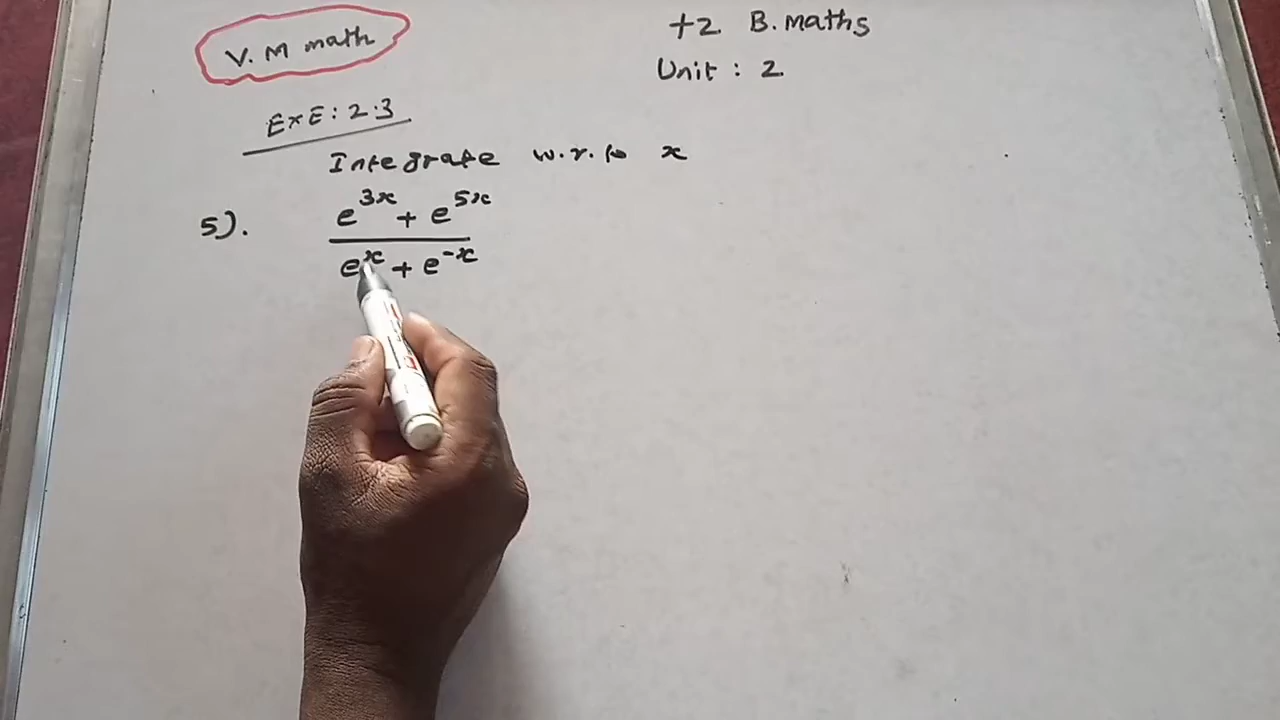 V. M math
+2 B. maths
Unit : 2
EXE : 2.3
Integrate w.r.to x
5). e^{3x} + e^{5x}
e^{x} + e^{-x}